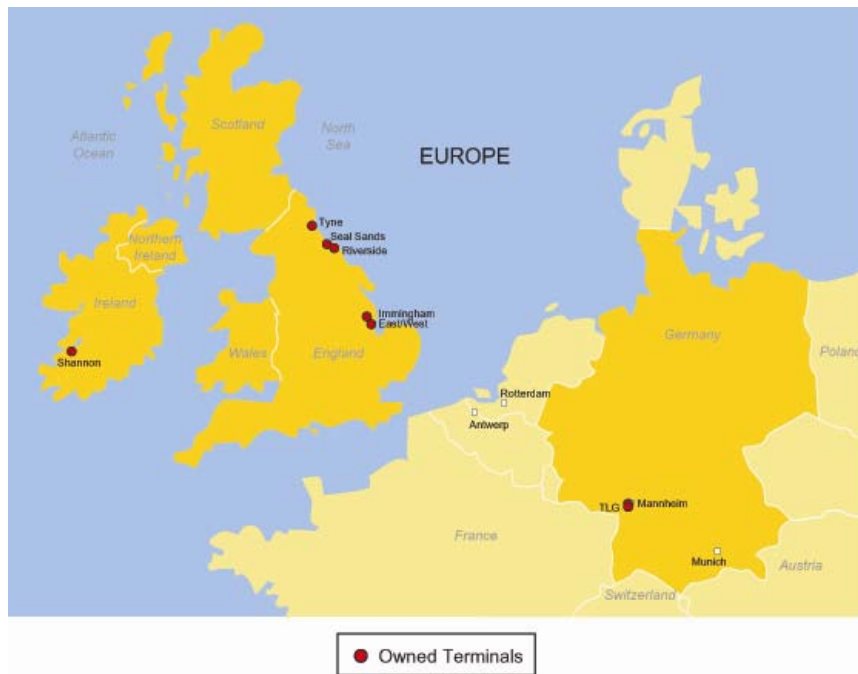 Scotland
Atlantic
Ocean
North
Sea
EUROPE
Tyne
Seal Sands
Riverside
Northern
Ireland
Ireland
Immingham
East/West
Germany
Shannon
Wales
England
Poland
Rotterdam
Antwerp
TLG
Mannheim
France
Munich
Austria
Switzerland
Owned Terminals